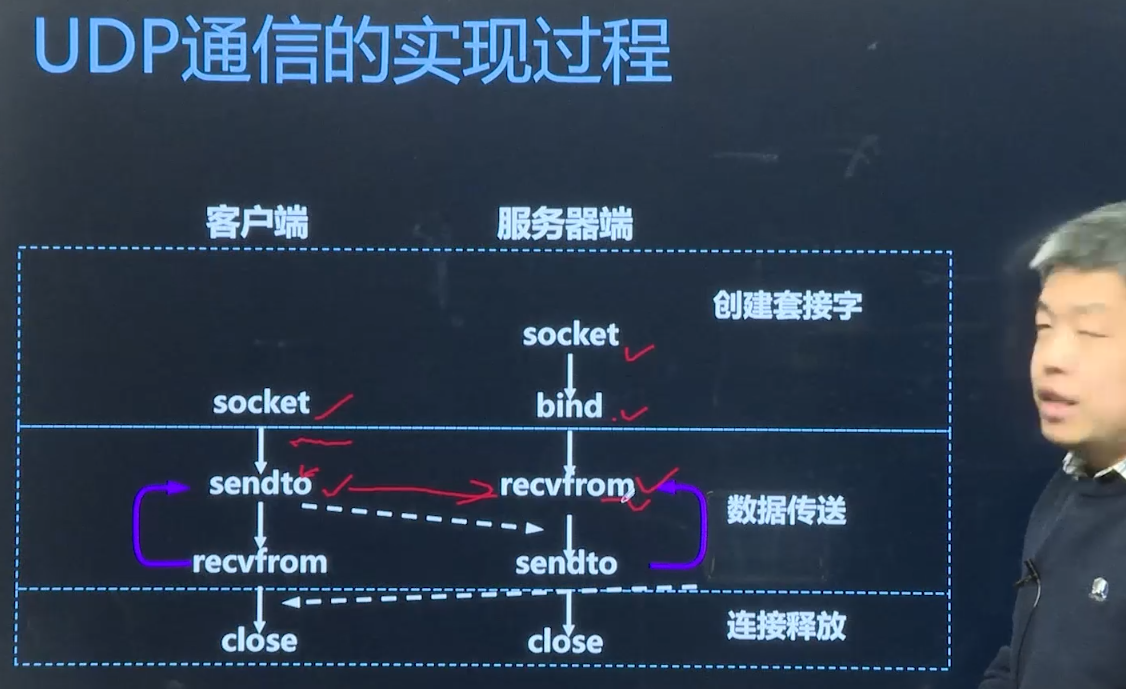 UDP通信的实现过程
客户端
服务器端
创建套接字
socket
socket
bind
sendto
recvfrom
数据传送
recvfrom
sendto
连接释放
close
close